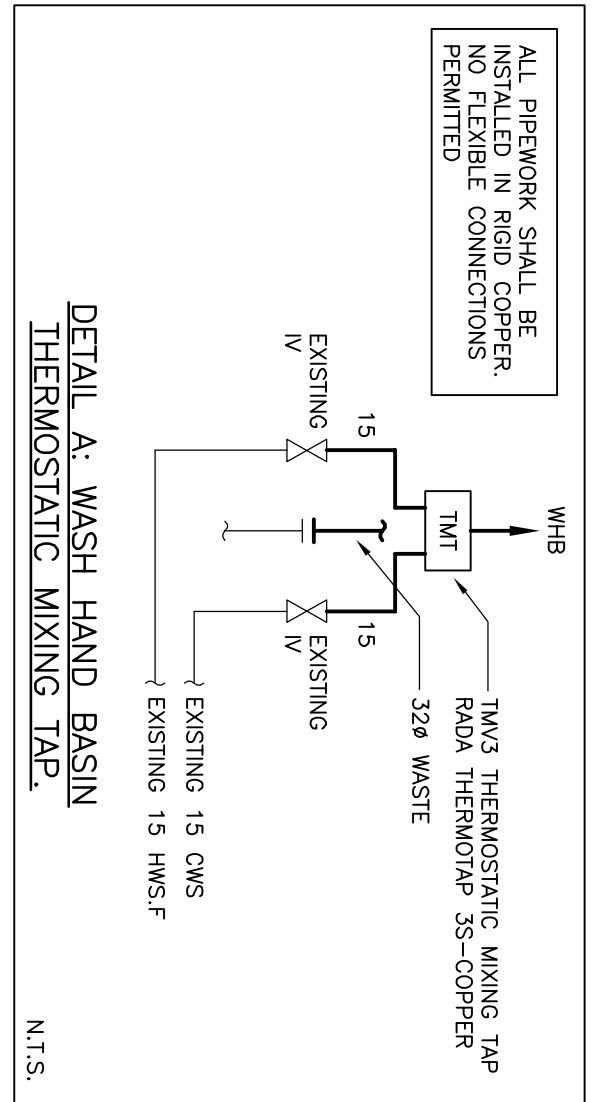 ALL PIPEWORK SHALL BE
INSTALLED IN RIGID COPPER.
NO FLEXIBLE CONNECTIONS
PERMITTED
WHB
TMT
TMV3 THERMOSTATIC MIXING TAP
RADA THERMOTAP 3S-COPPER
15
15
32ø WASTE
EXISTING
IV
EXISTING
IV
EXISTING 15 CWS
EXISTING 15 HWS.F
DETAIL A: WASH HAND BASIN
THERMOSTATIC MIXING TAP.
N.T.S.